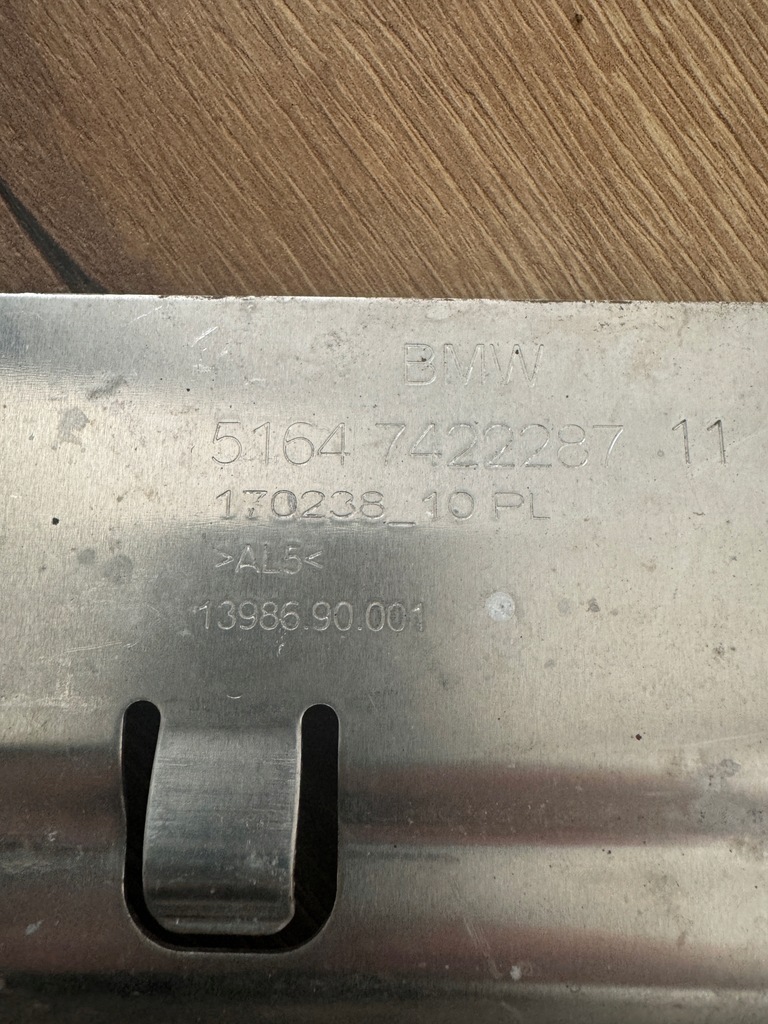 BMW
5164 7422287 11
170238_10 PL
>AL5<
13986.90.001